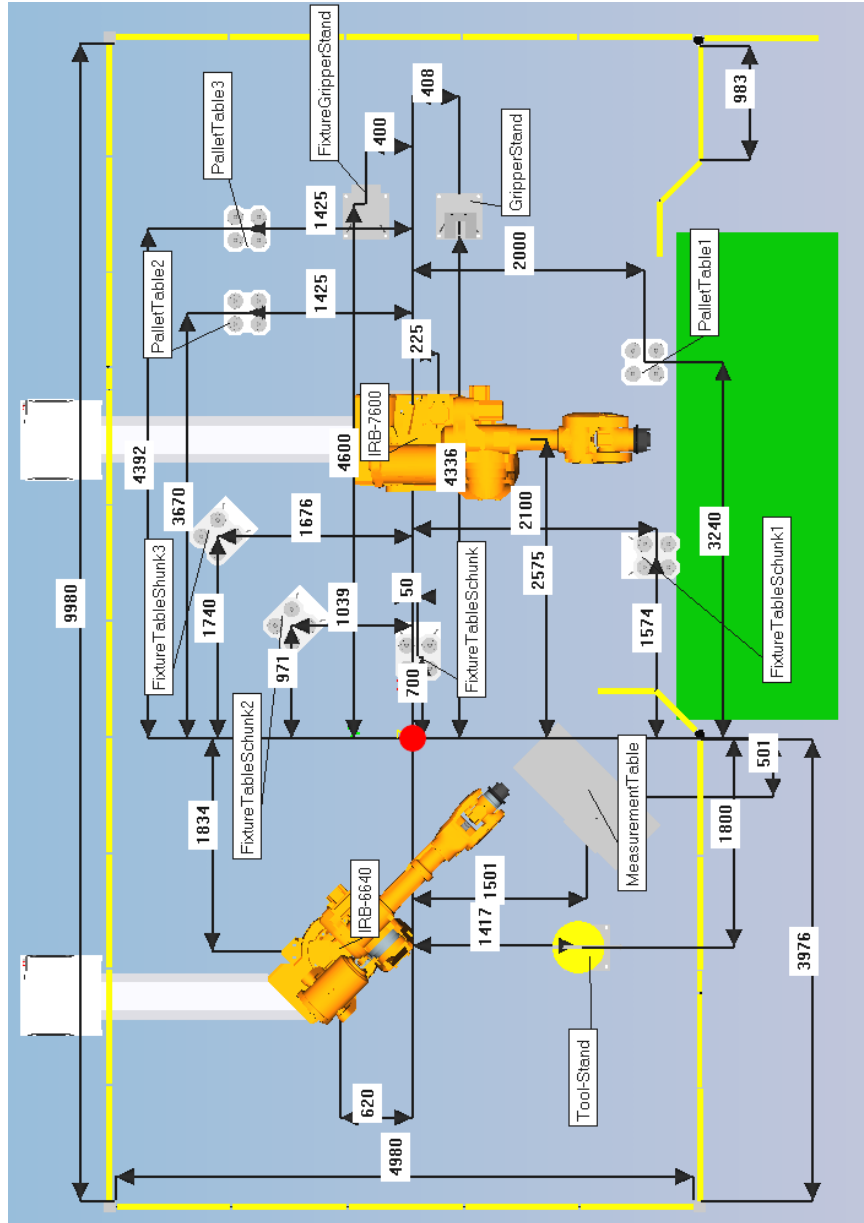 PalletTable3
FixtureGripperStand
408
400
983
GripperStand
1425
PalletTable2
2000
1425
PalletTable1
225
4392
IRB-7600
4600
4336
3670
FixtureTableShunk3
1676
2100
3240
9980
2575
1740
50
1039
FixtureTableSchunk
FixtureTableSchunk1
1574
971
700
FixtureTableSchunk2
501
1834
MeasurementTable
1800
IRB-6640
1501
1417
3976
Tool-Stand
620
4980